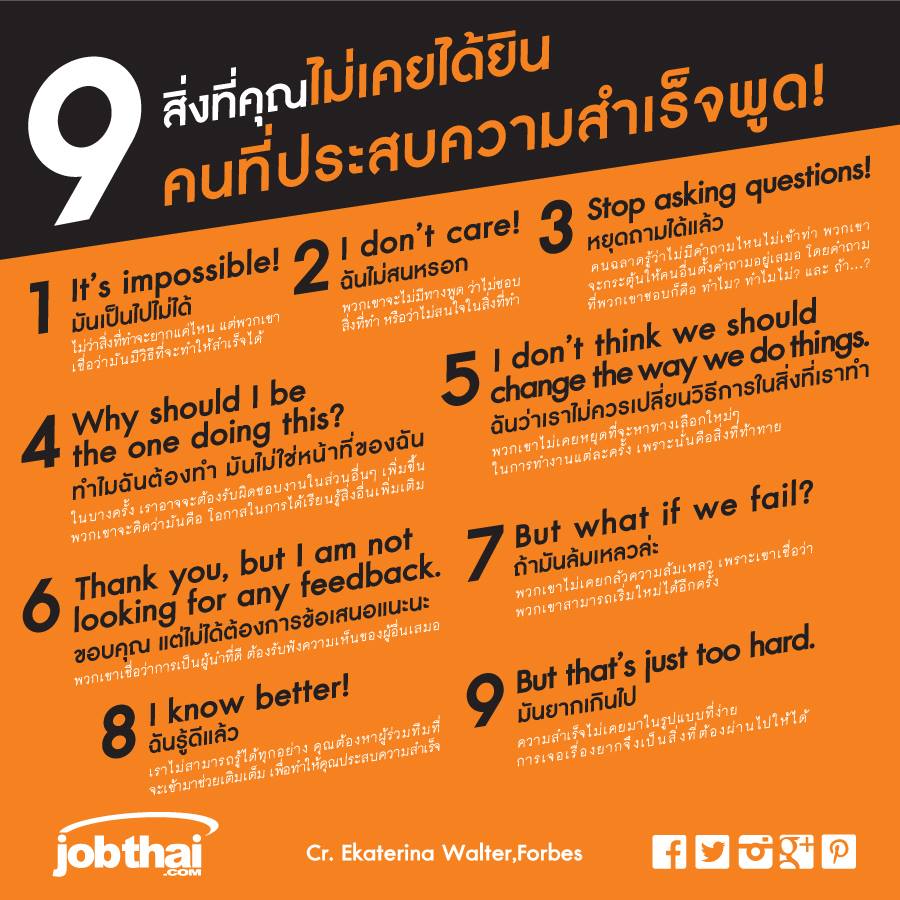 9 สิ่งที่คุณไม่เคยได้ยิน
คนที่ประสบความสำเร็จพูด!
1 It's impossible!
มันเป็นไปไม่ได้
ไม่ว่าสิ่งที่ทำจะยากแค่ไหน แต่พวกเขา
เชื่อว่ามันมีวิธีที่จะทำให้สำเร็จได้
2 I don't care!
ฉันไม่สนหรอก
พวกเขาจะไม่มีทางพูด ว่าไม่ชอบ
สิ่งที่ทำ หรือว่าไม่สนใจในสิ่งที่ทำ
3 Stop asking questions!
หยุดถามได้แล้ว
คนฉลาดรู้ว่าไม่มีคำถามไหนไม่เข้าท่า พวกเขา
จะกระตุ้นให้คนอื่นตั้งคำถามอยู่เสมอ โดยคำถาม
ที่พวกเขาชอบก็คือ ทำไม? ทำไมไม่? และ ถ้า...?
4 Why should I be
the one doing this?
ทำไมฉันต้องทำ มันไม่ใช่หน้าที่ของฉัน
ในบางครั้ง เราอาจจะต้องรับผิดชอบงานในส่วนอื่นๆ เพิ่มขึ้น
พวกเขาจะคิดว่ามันคือ โอกาสในการได้เรียนรู้สิ่งอื่นเพิ่มเติม
5 I don't think we should
change the way we do things.
ฉันว่าเราไม่ควรเปลี่ยนวิธีการในสิ่งที่เราทำ
พวกเขาไม่เคยหยุดที่จะหาทางเลือกใหม่ๆ
ในการทำงานแต่ละครั้ง เพราะนั่นคือสิ่งที่ท้าทาย
6 Thank you, but I am not
looking for any feedback.
ขอบคุณ แต่ไม่ได้ต้องการข้อเสนอแนะนะ
พวกเขาเชื่อว่าการเป็นผู้นำที่ดี ต้องรับฟังความเห็นของผู้อื่นเสมอ
7 But what if we fail?
ถ้ามันล้มเหลวล่ะ
พวกเขาไม่เคยกลัวความล้มเหลว เพราะเขาเชื่อว่า
พวกเขาสามารถเริ่มใหม่ได้อีกครั้ง
8 I know better!
ฉันรู้ดีแล้ว
เราไม่สามารถรู้ได้ทุกอย่าง คุณต้องหาผู้ร่วมทีมที่
จะเข้ามาช่วยเติมเต็ม เพื่อทำให้คุณประสบความสำเร็จ
9 But that's just too hard.
มันยากเกินไป
ความสำเร็จไม่เคยมาในรูปแบบที่ง่าย
การเจอเรื่องยากจึงเป็นสิ่งที่ต้องผ่านไปให้ได้
jobthai
.COM
Cr. Ekaterina Walter,Forbes